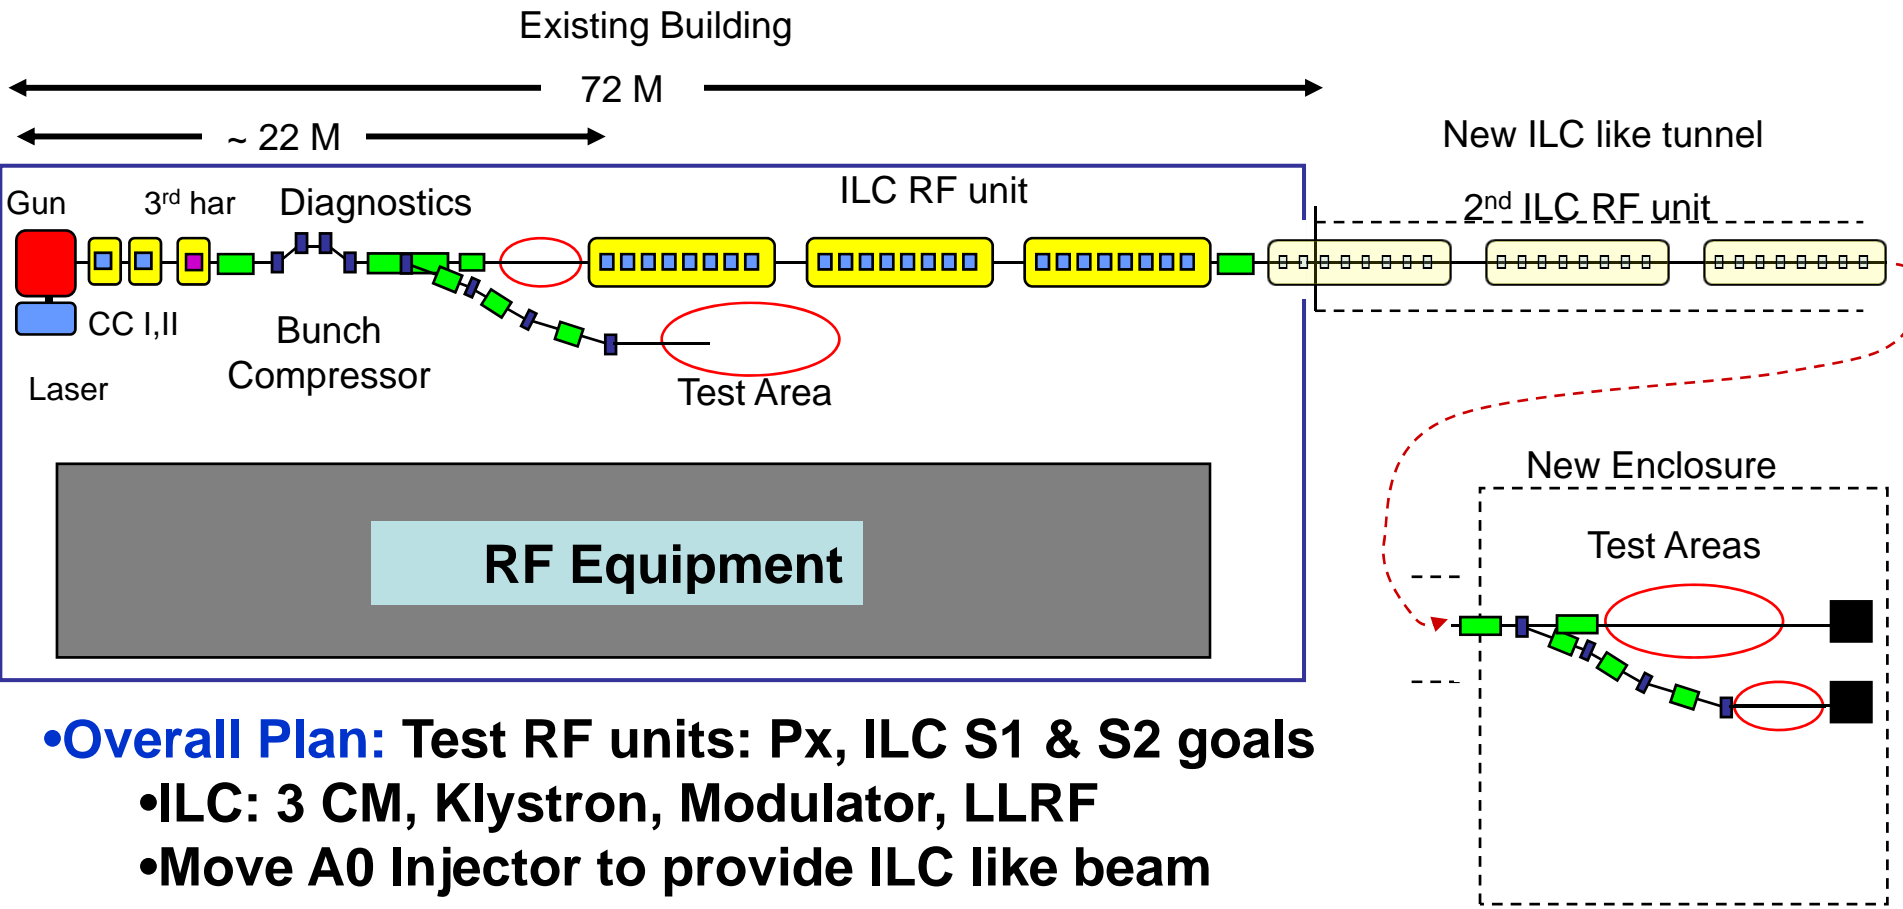 Existing Building
72 M
~ 22 M
New ILC like tunnel
Gun
3rd har
Diagnostics
ILC RF unit
2nd ILC RF unit
CC I,II
Bunch
Compressor
Laser
Test Area
New Enclosure
Test Areas
RF Equipment
•Overall Plan: Test RF units: Px, ILC S1 & S2 goals
•ILC: 3 CM, Klystron, Modulator, LLRF
•Move A0 Injector to provide ILC like beam